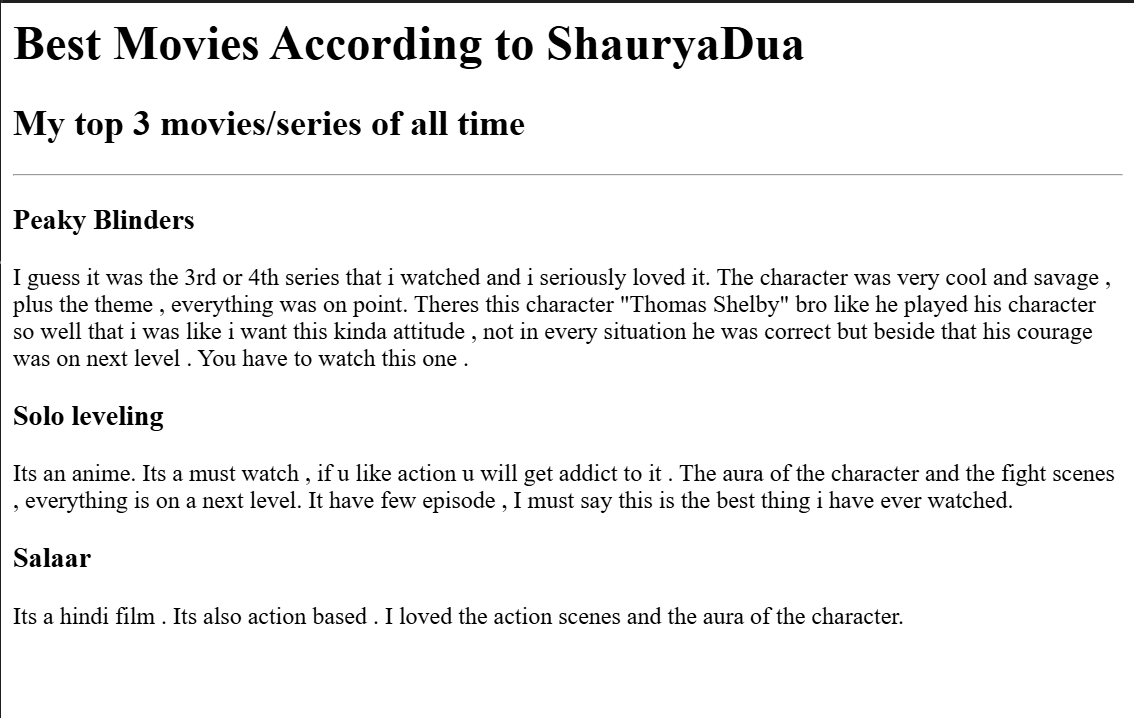 Best Movies According to ShauryaDua
My top 3 movies/series of all time
Peaky Blinders
I guess it was the 3rd or 4th series that i watched and i seriously loved it. The character was very cool and savage ,
plus the theme , everything was on point. Theres this character "Thomas Shelby" bro like he played his character
so well that i was like i want this kinda attitude , not in every situation he was correct but beside that his courage
was on next level . You have to watch this one .
Solo leveling
Its an anime. Its a must watch , if u like action u will get addict to it . The aura of the character and the fight scenes
, everything is on a next level. It have few episode , I must say this is the best thing i have ever watched.
Salaar
Its a hindi film . Its also action based . I loved the action scenes and the aura of the character.